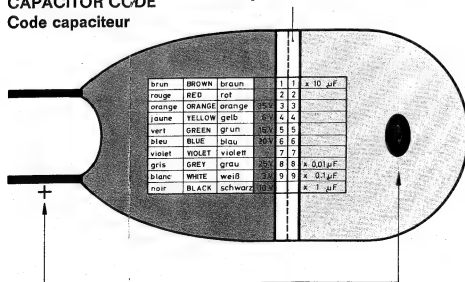 CAPACITOR CODE
Code capaciteur
brun BROWN braun 1 1 x 10 µF
rouge RED rot 2 2
orange ORANGE orange 35V 3 3
jaune YELLOW gelb 6V 4 4
vert GREEN grun 16V 5 5
bleu BLUE blau 20V 6 6
violet VIOLET violett 7 7
gris GREY grau 25V 8 8 x 0,01 µF
blanc WHITE weiß 3V 9 9 x 0.1 µF
noir BLACK schwarz 10V x 1 µF
+